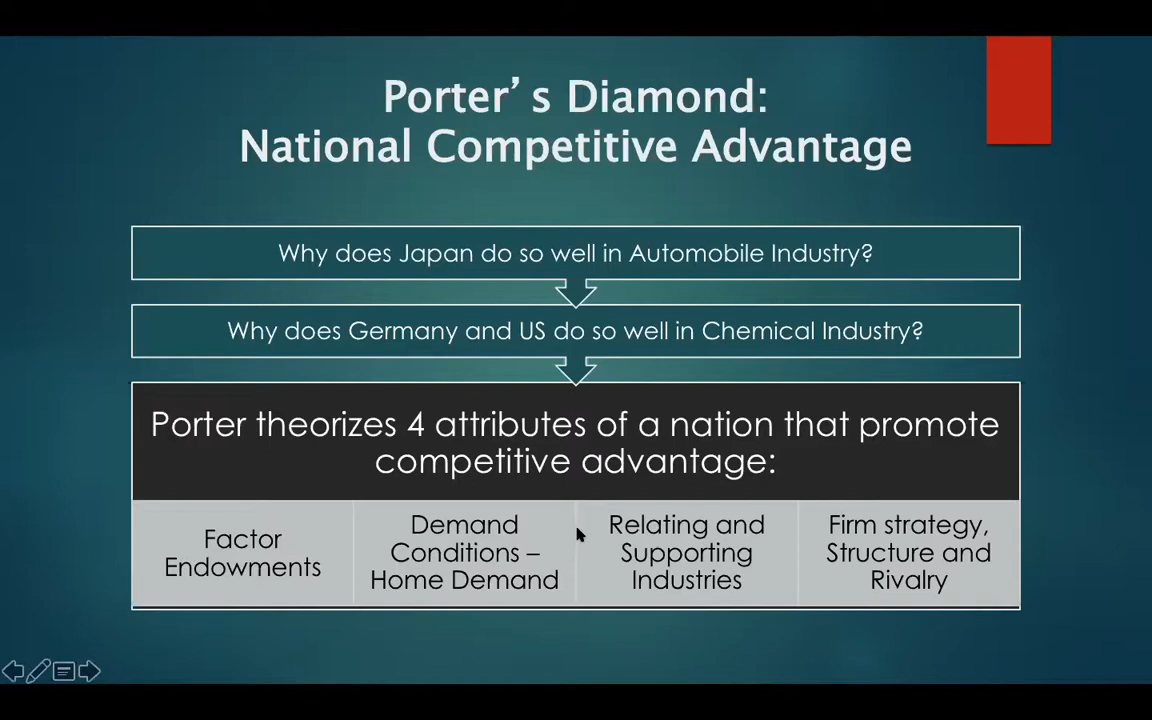 Porter’s Diamond:
National Competitive Advantage
Why does Japan do so well in Automobile Industry?
Why does Germany and US do so well in Chemical Industry?
Porter theorizes 4 attributes of a nation that promote
competitive advantage:
Factor
Endowments
Demand
Conditions –
Home Demand
Relating and
Supporting
Industries
Firm strategy,
Structure and
Rivalry